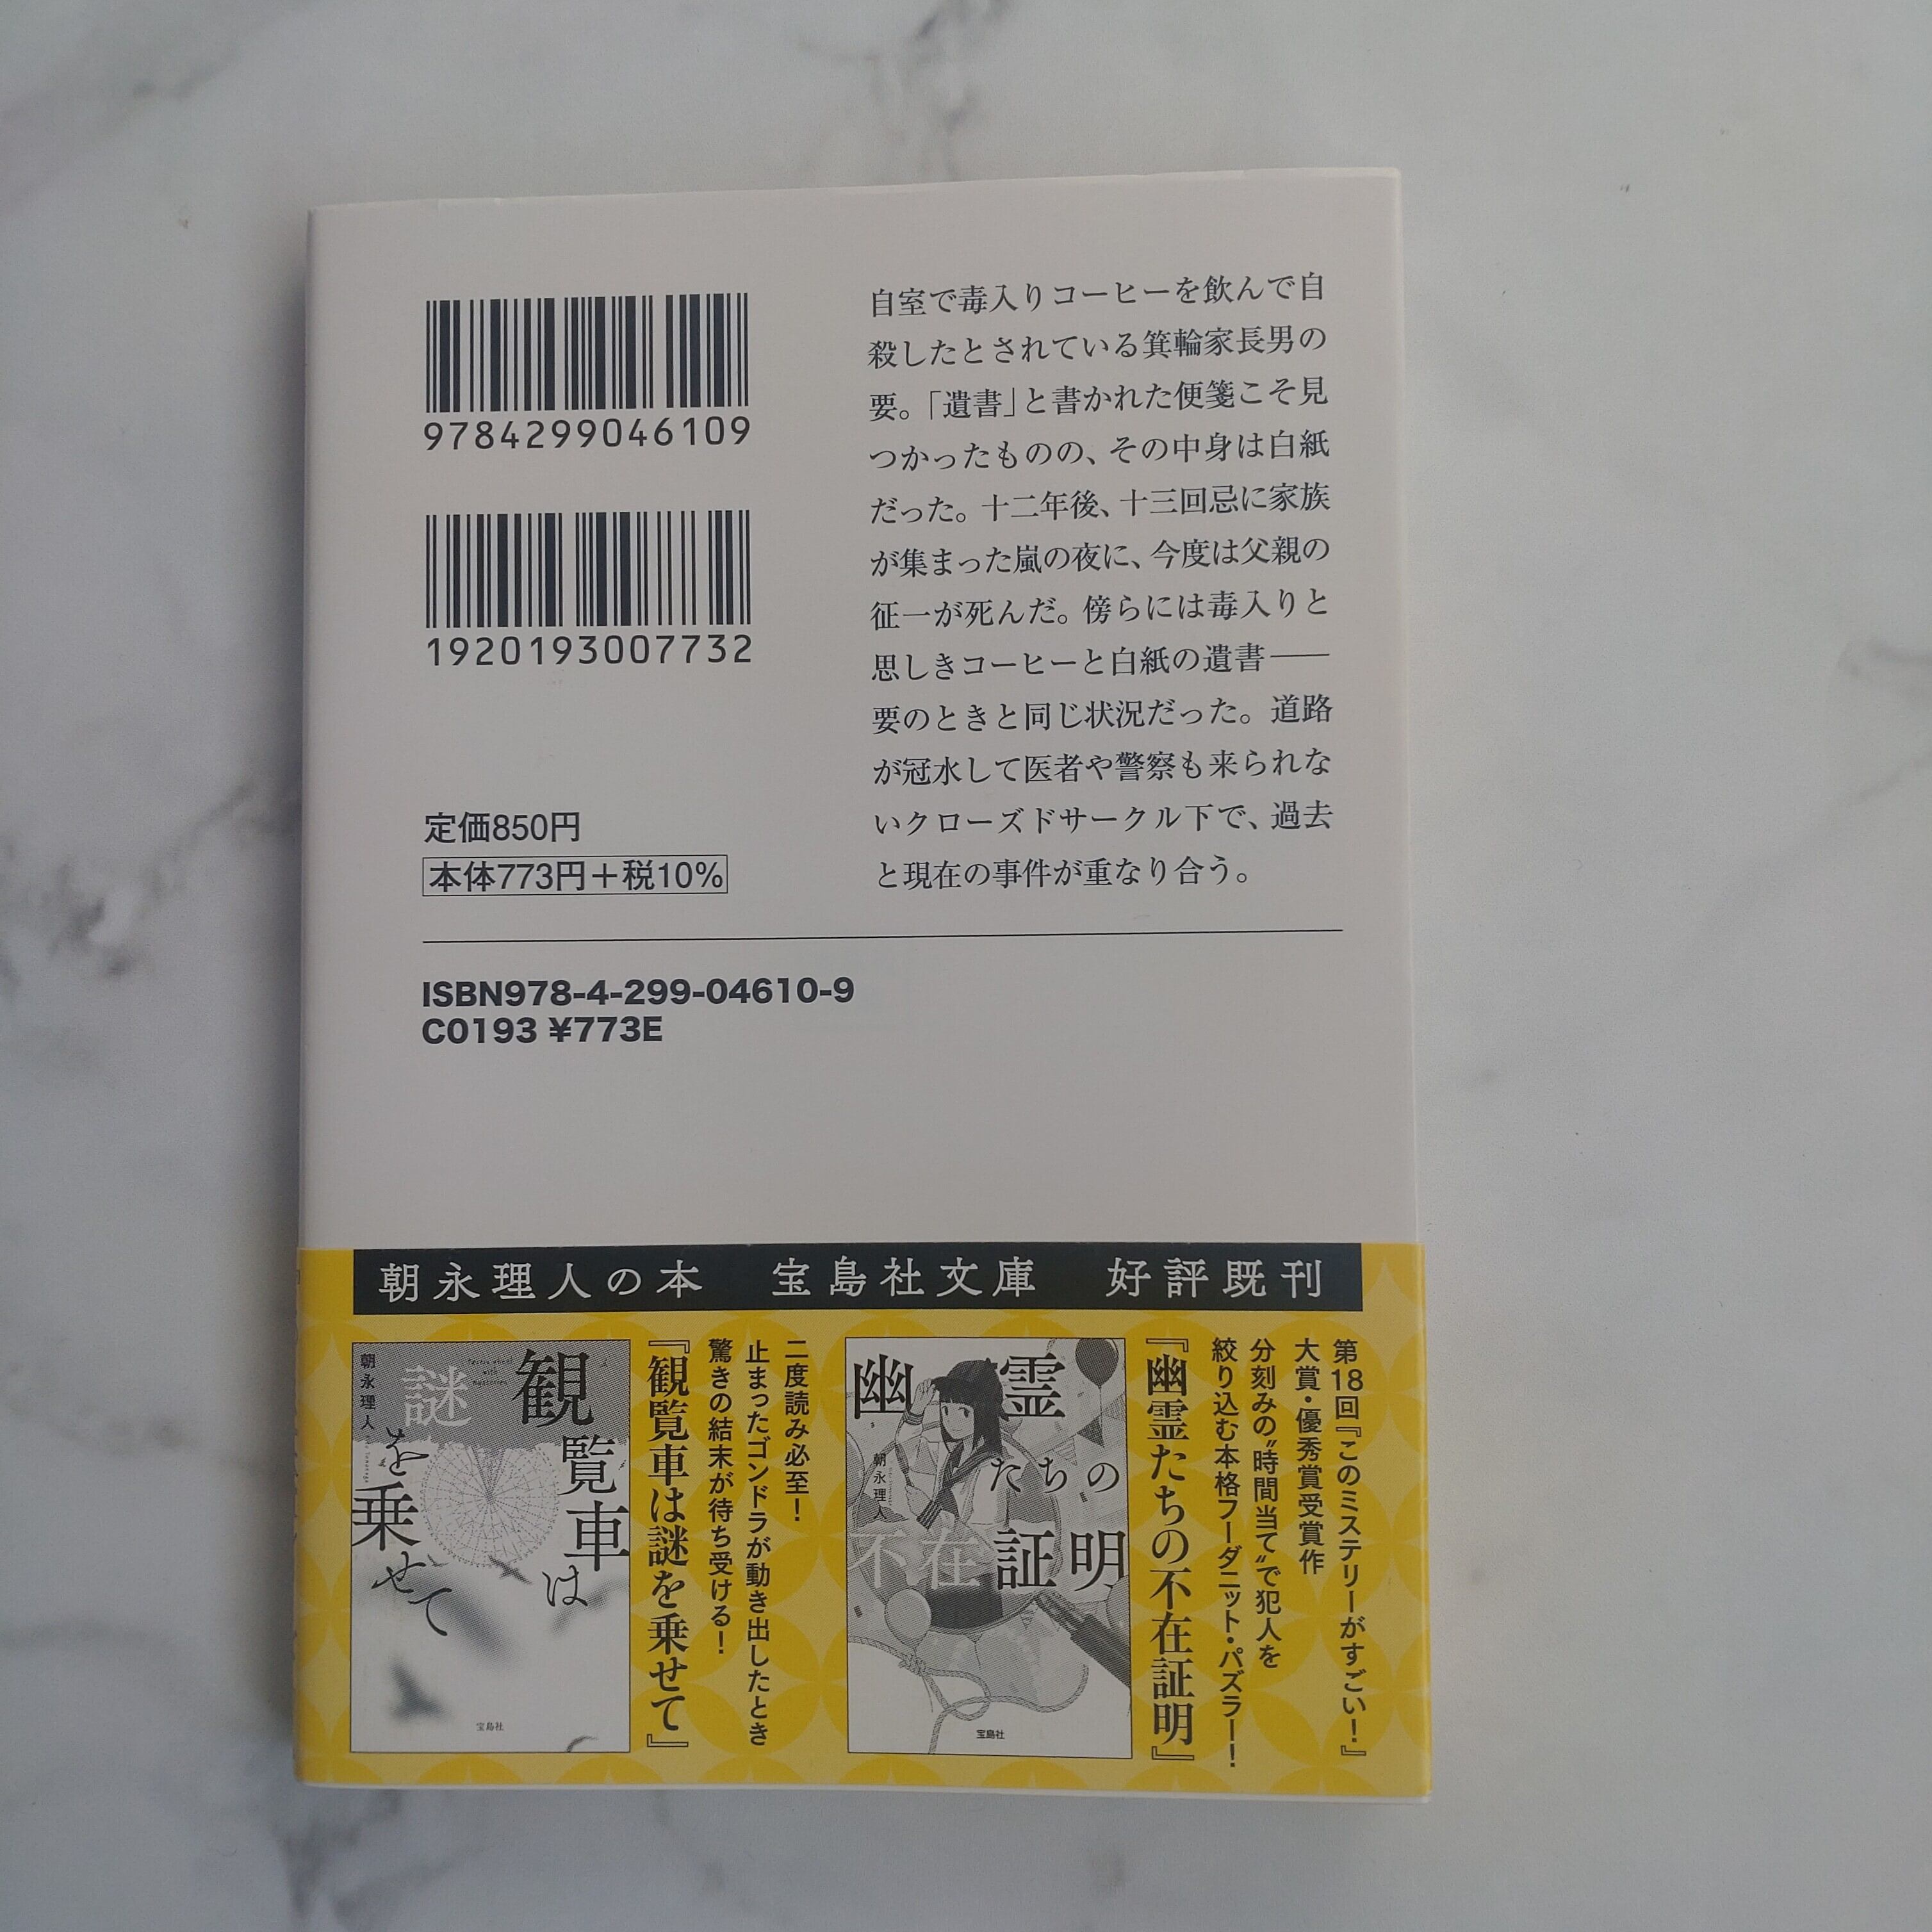 9784299046109
1920193007732
定価850円
本体773円＋税10%
自室で毒入りコーヒーを飲んで自
殺したとされている箕輪家長男の
要。「遺書」と書かれた便箋こそ見
つかったものの、その中身は白紙
だった。十二年後、十三回忌に家族
が集まった嵐の夜に、今度は父親の
征一が死んだ。傍らには毒入りと
思しきコーヒーと白紙の遺書──
要のときと同じ状況だった。道路
が冠水して医者や警察も来られな
いクローズドサークル下で、過去
と現在の事件が重なり合う。
ISBN978-4-299-04610-9
C0193 ¥773E
朝永理人の本　宝島社文庫　好評既刊
第18回『このミステリーがすごい！』
大賞・優秀賞受賞作
分刻みの〝時間当て〟で犯人を
絞り込む本格フーダニット・パズラー！
『幽霊たちの不在証明』
幽霊
たちの
不在証明
朝永理人
宝島社
二度読み必至！
止まったゴンドラが動き出したとき
驚きの結末が待ち受ける！
『観覧車は謎を乗せて』
観覧車は
謎を乗せて
朝永理人
宝島社